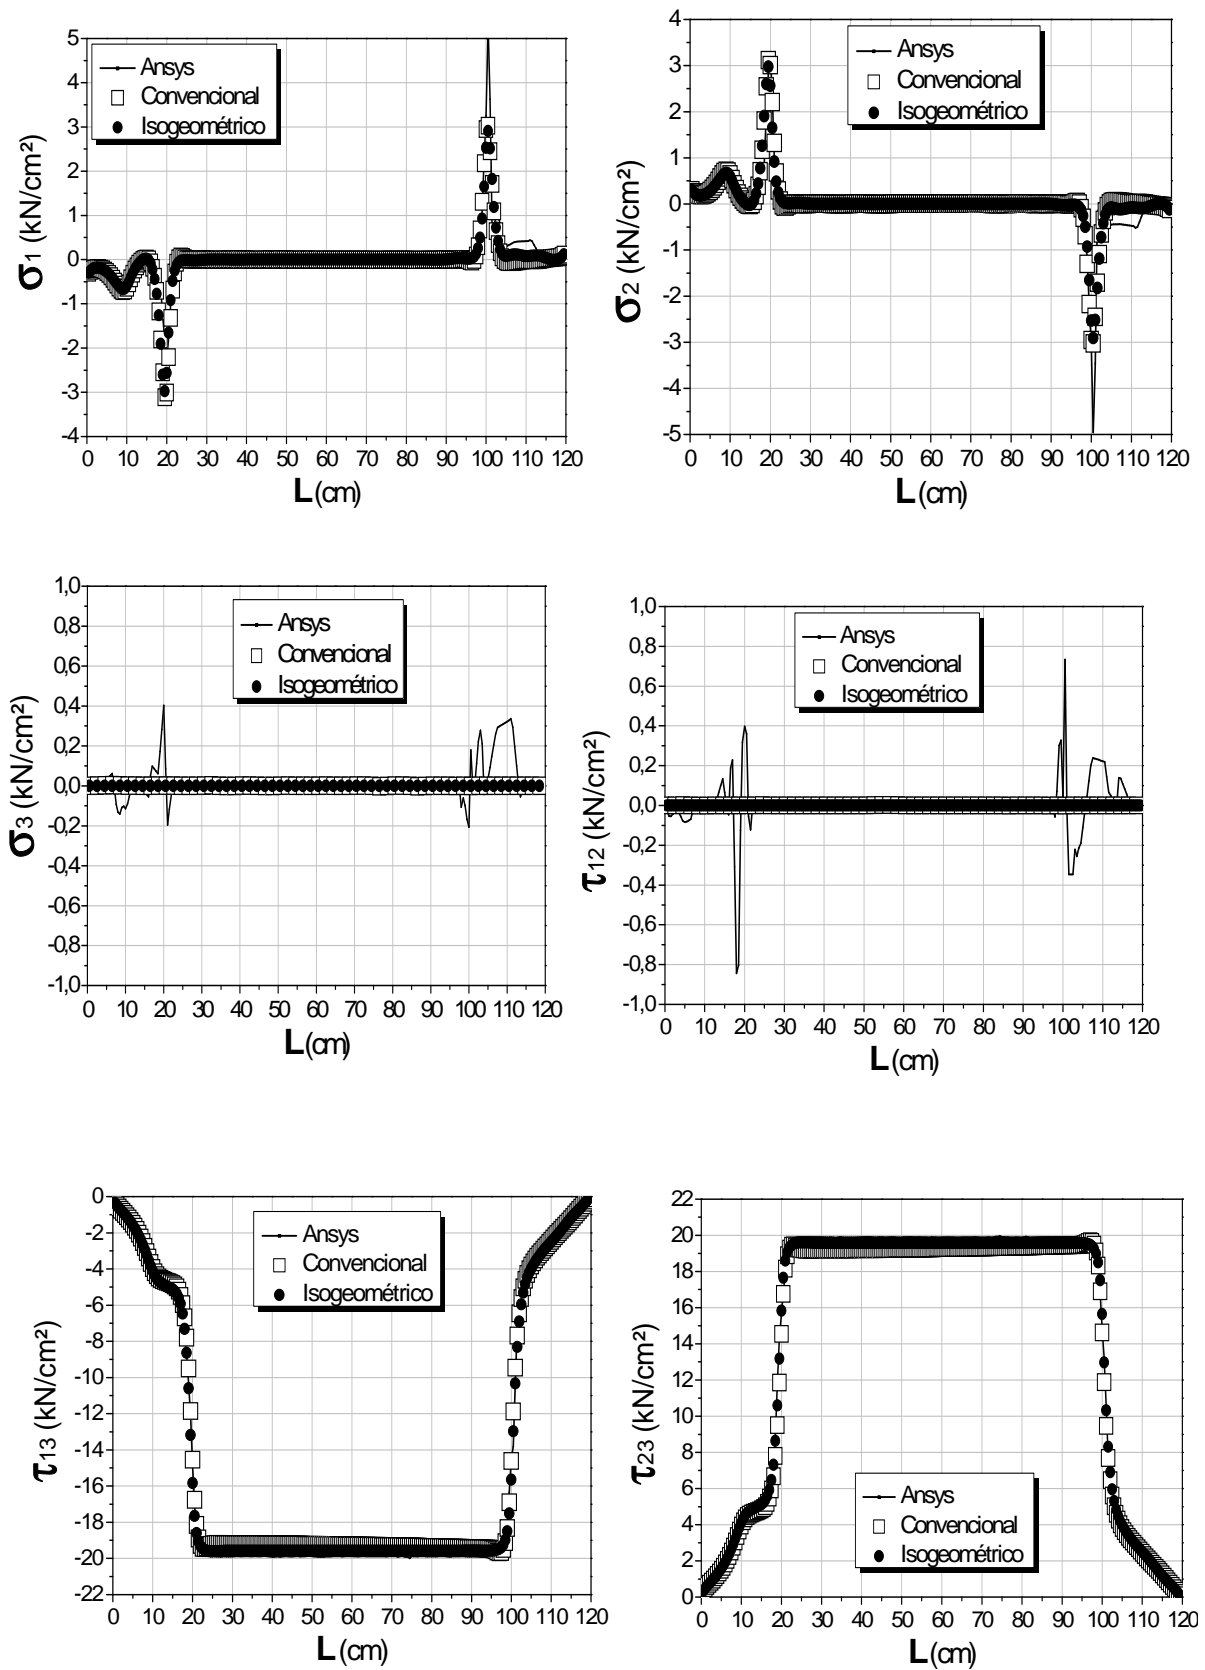 5
4
3
2
1
0
-1
-2
-3
-4
σ1 (kN/cm²)
Ansys
Convencional
Isogeométrico
0 10 20 30 40 50 60 70 80 90 100 110 120
L (cm)
4
3
2
1
0
-1
-2
-3
-4
-5
σ2 (kN/cm²)
Ansys
Convencional
Isogeométrico
0 10 20 30 40 50 60 70 80 90 100 110 120
L (cm)
1,0
0,8
0,6
0,4
0,2
0,0
-0,2
-0,4
-0,6
-0,8
-1,0
σ3 (kN/cm²)
Ansys
Convencional
Isogeométrico
0 10 20 30 40 50 60 70 80 90 100 110 120
L (cm)
1,0
0,8
0,6
0,4
0,2
0,0
-0,2
-0,4
-0,6
-0,8
-1,0
τ12 (kN/cm²)
Ansys
Convencional
Isogeométrico
0 10 20 30 40 50 60 70 80 90 100 110 120
L (cm)
0
-2
-4
-6
-8
-10
-12
-14
-16
-18
-20
-22
τ13 (kN/cm²)
Ansys
Convencional
Isogeométrico
0 10 20 30 40 50 60 70 80 90 100 110 120
L (cm)
22
20
18
16
14
12
10
8
6
4
2
0
τ23 (kN/cm²)
Ansys
Convencional
Isogeométrico
0 10 20 30 40 50 60 70 80 90 100 110 120
L (cm)